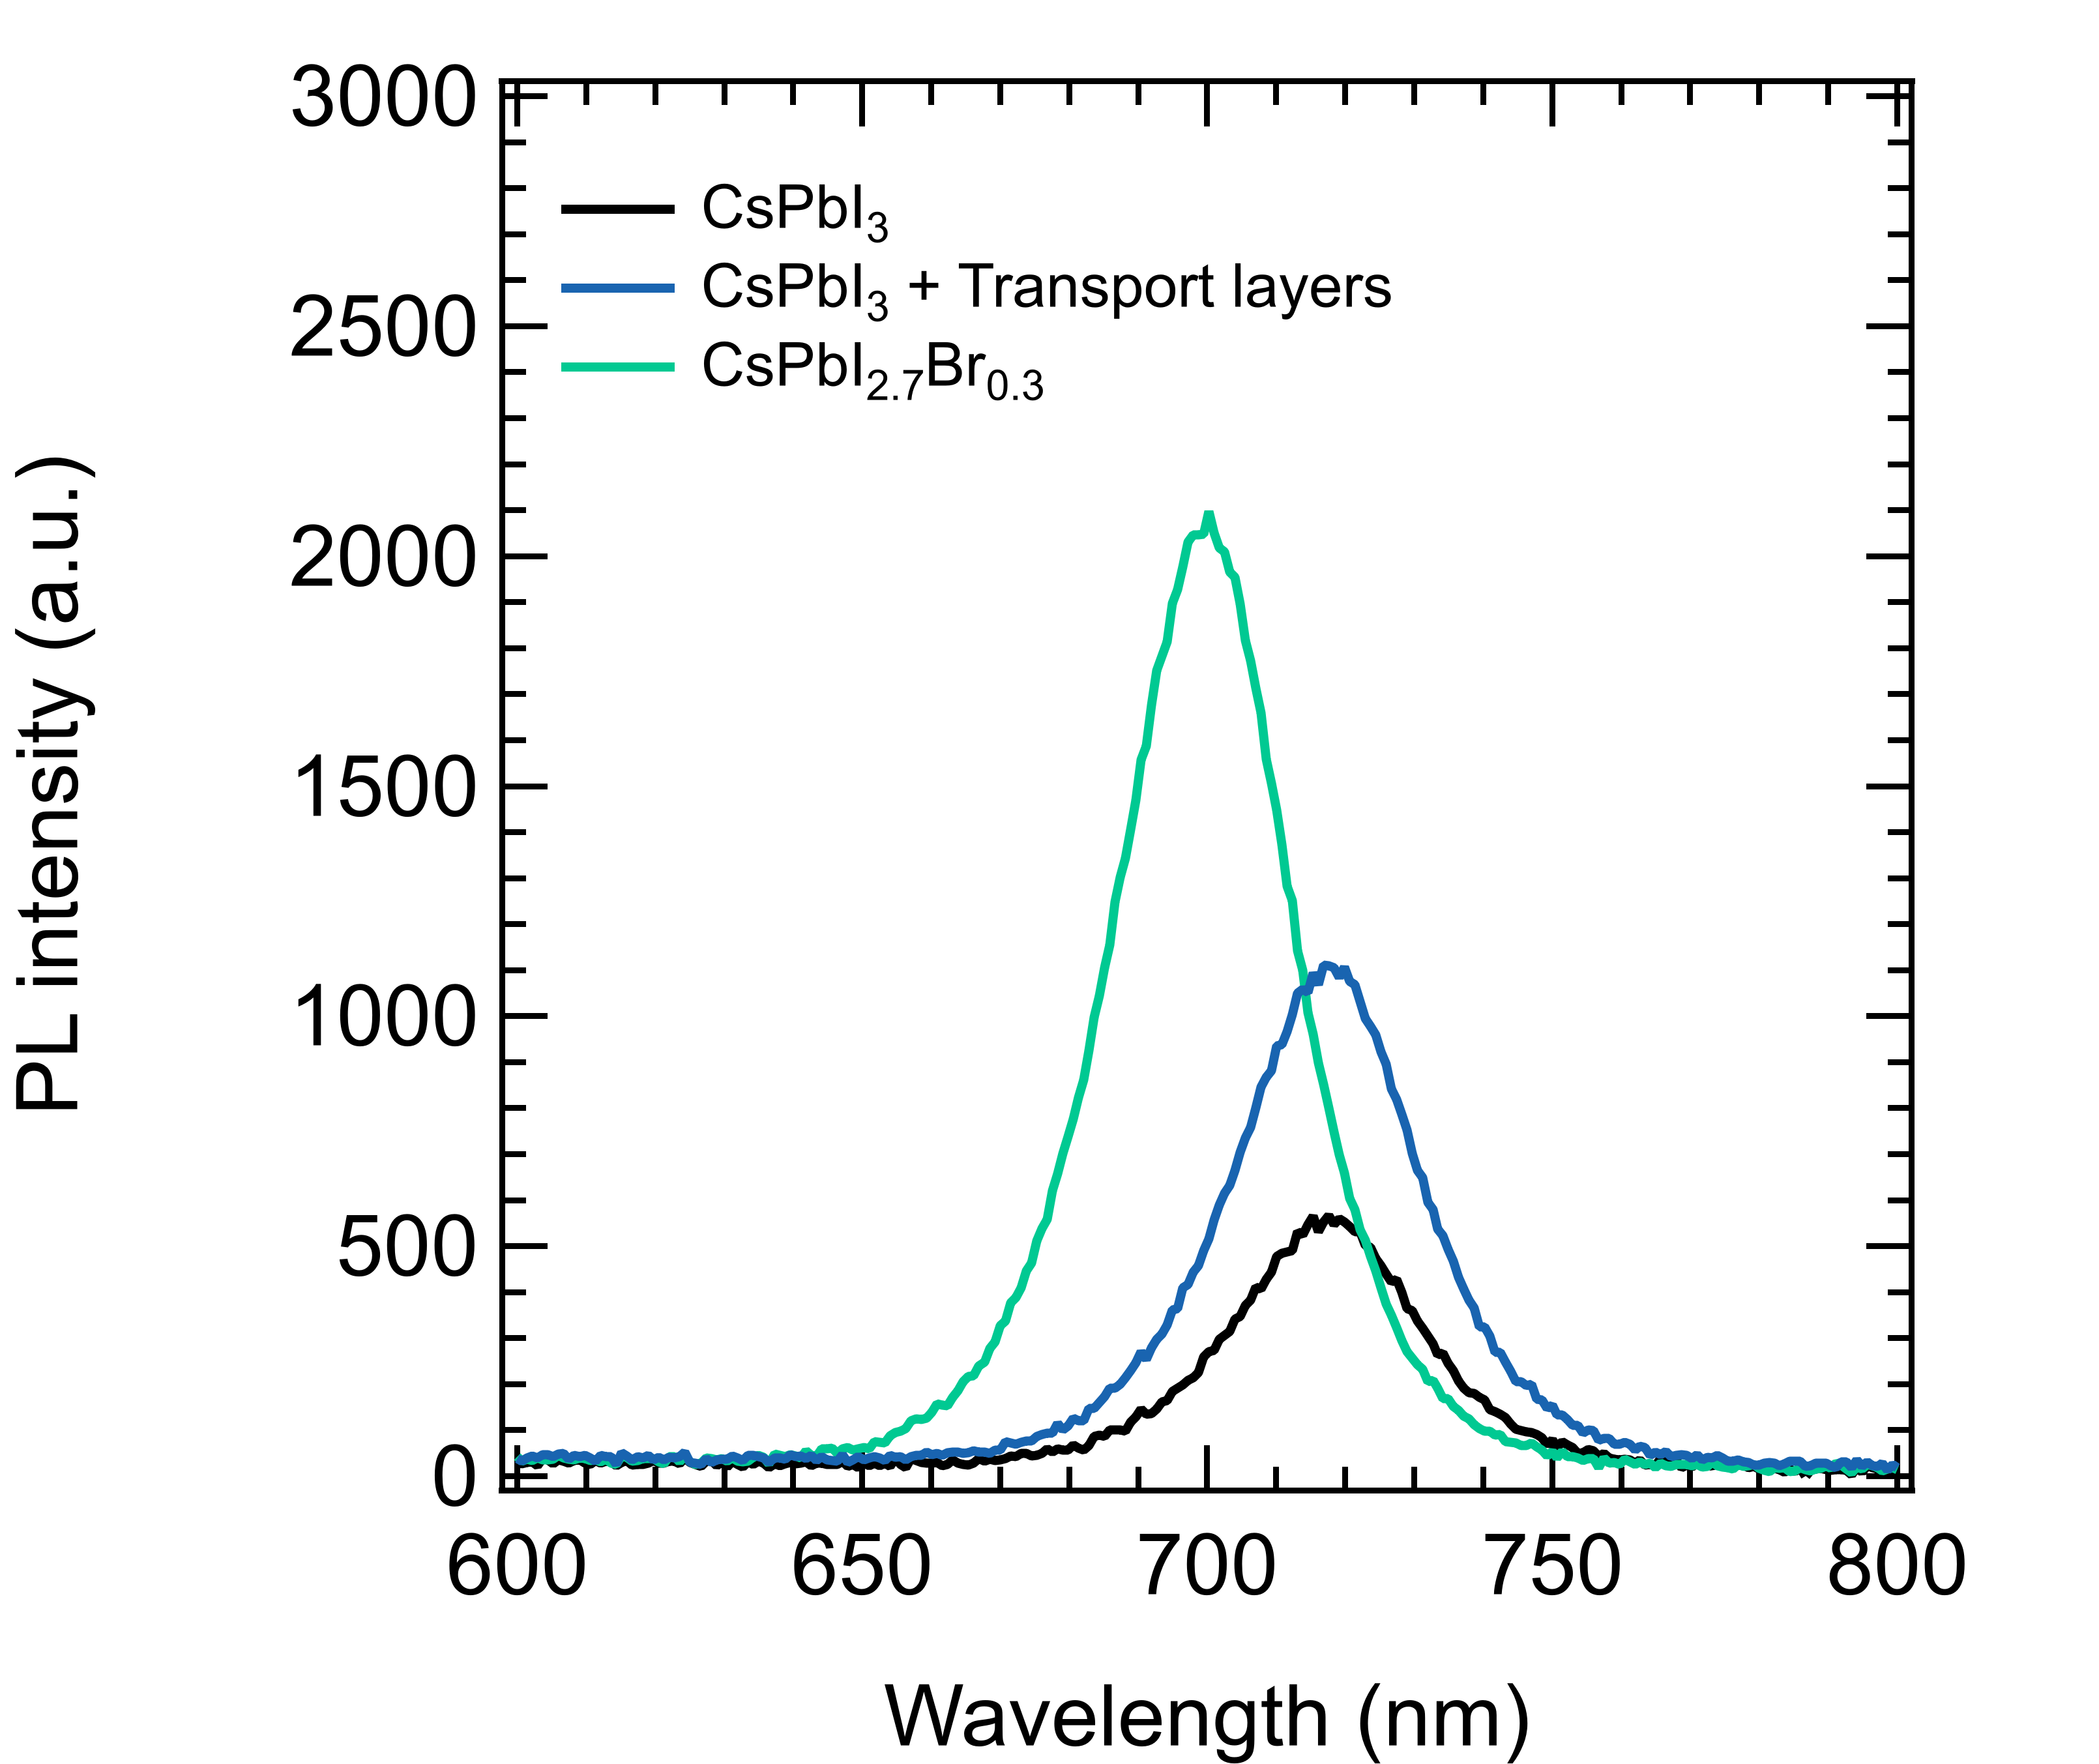 3000
2500
2000
1500
1000
500
0
PL intensity (a.u.)
CsPbI₃
CsPbI₃ + Transport layers
CsPbI₂.₇Br₀.₃
600 650 700 750 800
Wavelength (nm)